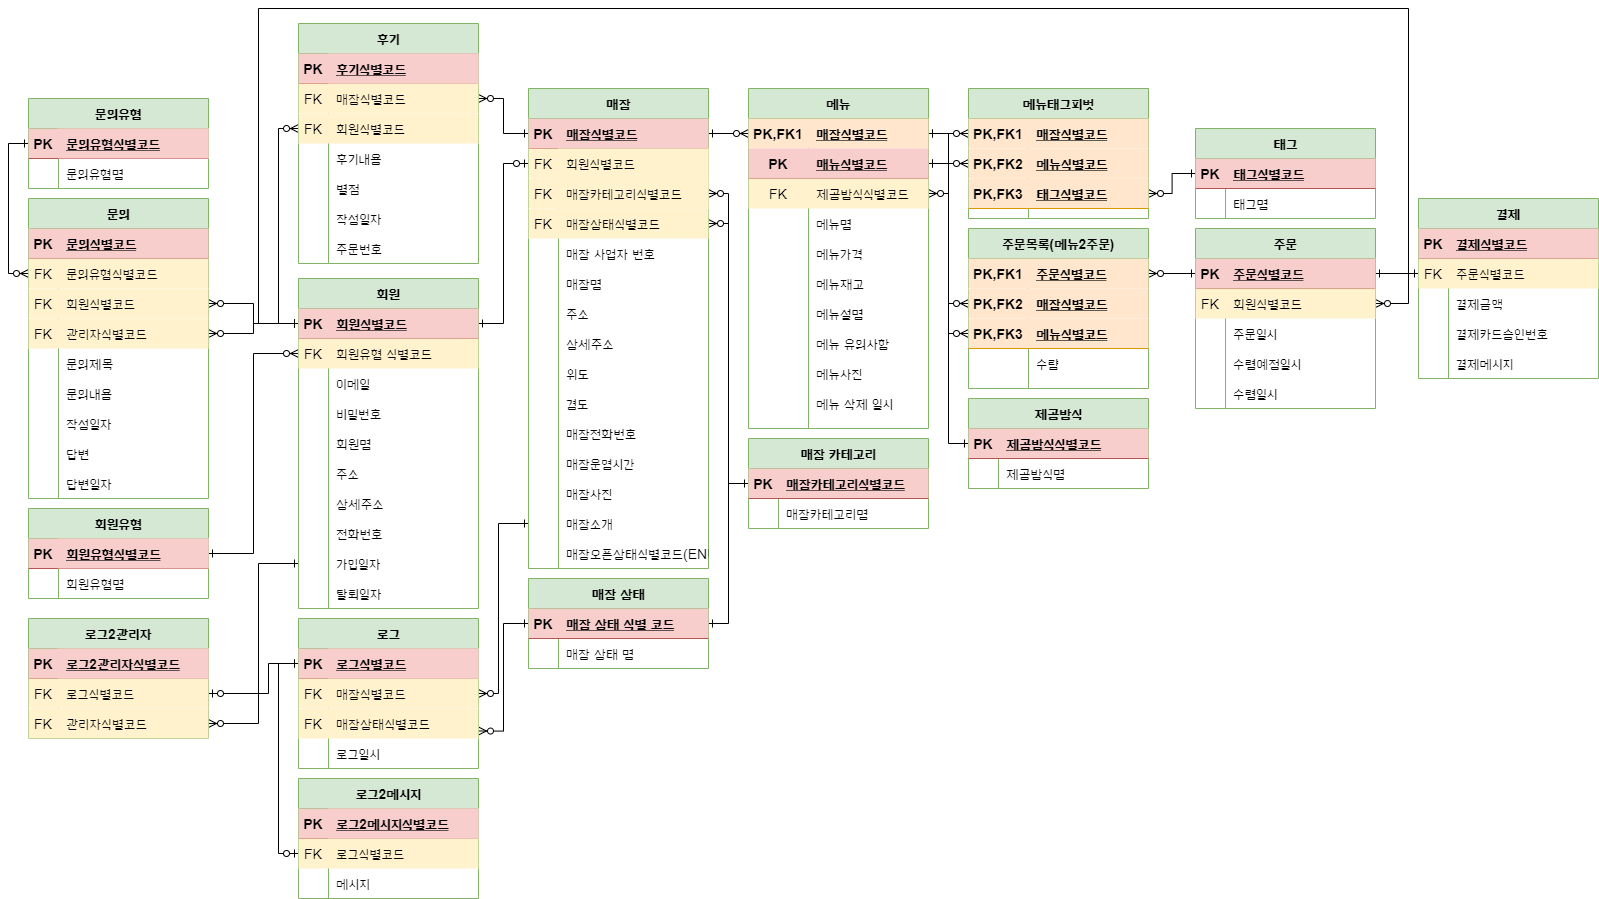 문의유형
PK 문의유형식별코드
문의유형명
문의
PK 문의식별코드
FK 문의유형식별코드
FK 회원식별코드
FK 관리자식별코드
문의제목
문의내용
작성일자
답변
답변일자
회원유형
PK 회원유형식별코드
회원유형명
로그2관리자
PK 로그2관리자식별코드
FK 로그식별코드
FK 관리자식별코드
후기
PK 후기식별코드
FK 매장식별코드
FK 회원식별코드
후기내용
별점
작성일자
주문번호
회원
PK 회원식별코드
FK 회원유형 식별코드
이메일
비밀번호
회원명
주소
상세주소
전화번호
가입일자
탈퇴일자
로그
PK 로그식별코드
FK 매장식별코드
FK 매장상태식별코드
로그일시
로그2메시지
PK 로그2메시지식별코드
FK 로그식별코드
메시지
매장
PK 매장식별코드
FK 회원식별코드
FK 매장카테고리식별코드
FK 매장상태식별코드
매장 사업자 번호
매장명
주소
상세주소
위도
경도
매장전화번호
매장운영시간
매장사진
매장소개
매장오픈상태식별코드(EN
매장 상태
PK 매장 상태 식별 코드
매장 상태 명
메뉴
PK,FK1 매장식별코드
PK 매뉴식별코드
FK 제공방식식별코드
메뉴명
메뉴가격
메뉴재고
메뉴설명
메뉴 유의사항
메뉴사진
메뉴 삭제 일시
매장 카테고리
PK 매장카테고리식별코드
매장카테고리명
메뉴태그피벗
PK,FK1 매장식별코드
PK,FK2 메뉴식별코드
PK,FK3 태그식별코드
주문목록(메뉴2주문)
PK,FK1 주문식별코드
PK,FK2 매장식별코드
PK,FK3 메뉴식별코드
수량
제공방식
PK 제공방식식별코드
제공방식명
태그
PK 태그식별코드
태그명
주문
PK 주문식별코드
FK 회원식별코드
주문일시
수령예정일시
수령일시
결제
PK 결제식별코드
FK 주문식별코드
결제금액
결제카드승인번호
결제메시지